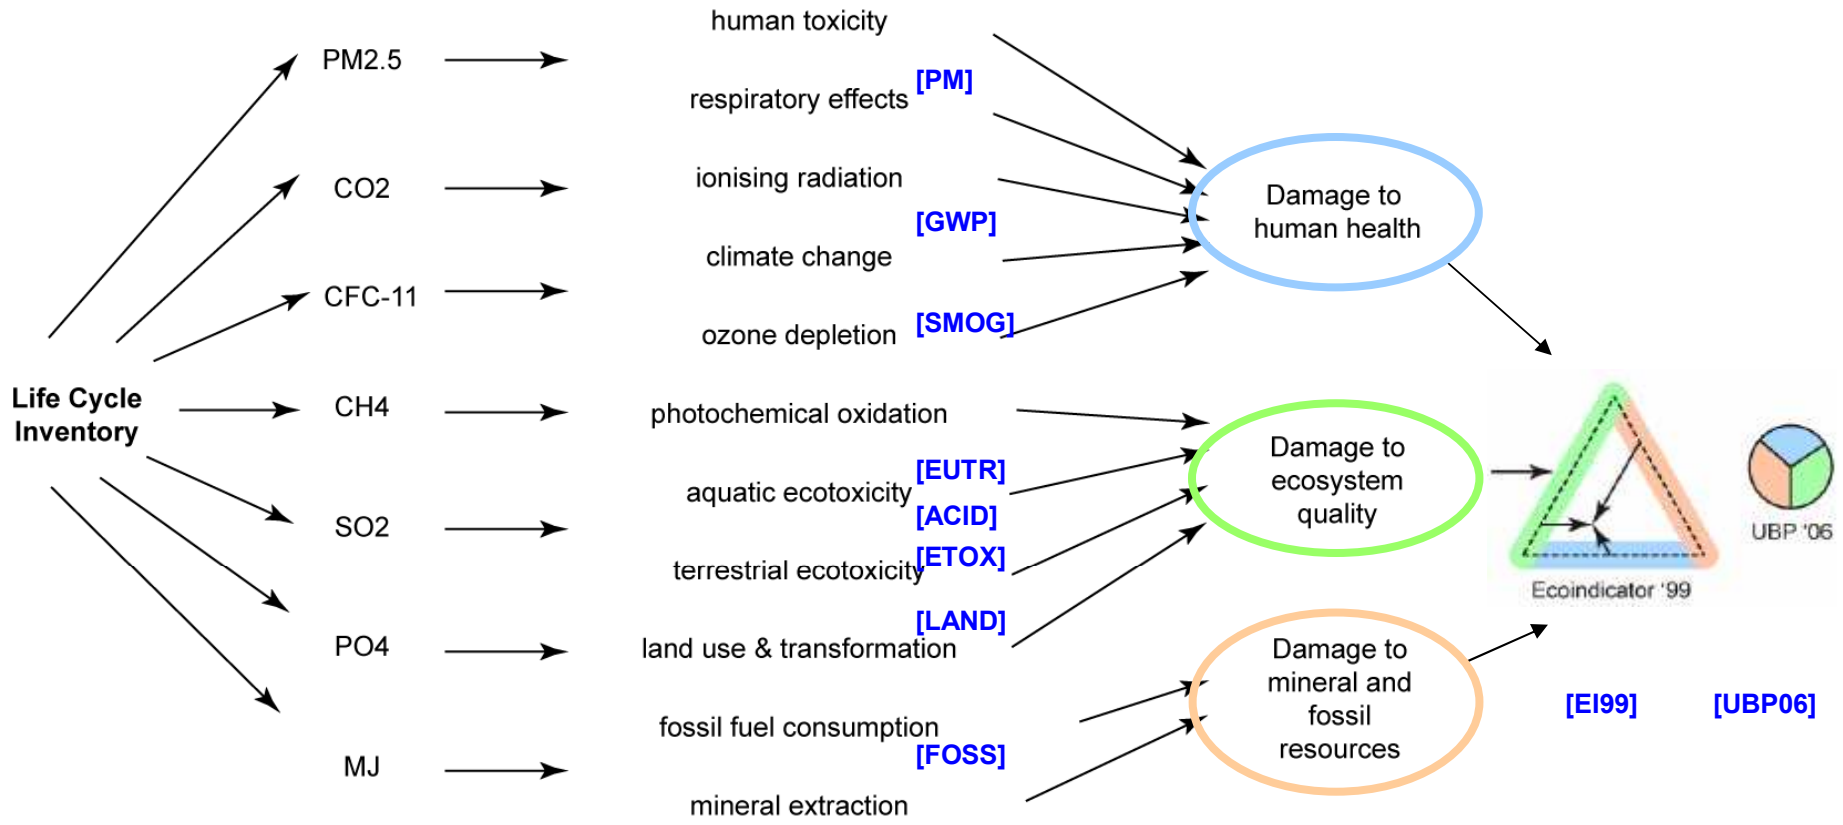 human toxicity
PM2.5
[PM]
respiratory effects
ionising radiation
CO2
Damage to
human health
[GWP]
climate change
CFC-11
[SMOG]
ozone depletion
Life Cycle
Inventory
CH4
photochemical oxidation
Damage to
ecosystem
quality
[EUTR]
aquatic ecotoxicity
[ACID]
SO2
[ETOX]
terrestrial ecotoxicity
UBP '06
Ecoindicator '99
[LAND]
PO4
land use & transformation
Damage to
mineral and
fossil
resources
[EI99]
[UBP06]
fossil fuel consumption
[FOSS]
MJ
mineral extraction